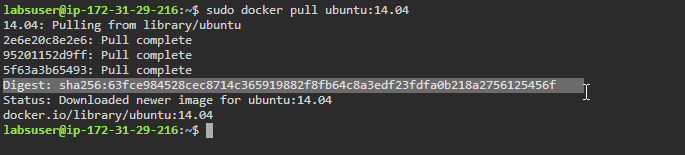 labsuser@ip-172-31-29-216:~$ sudo docker pull ubuntu:14.04
14.04: Pulling from library/ubuntu
2e6e20c8e2e6: Pull complete
95201152d9ff: Pull complete
5f63a3b65493: Pull complete
Digest: sha256:63fce984528cec8714c365919882f8fb64c8a3edf23fdfa0b218a2756125456f
Status: Downloaded newer image for ubuntu:14.04
docker.io/library/ubuntu:14.04
labsuser@ip-172-31-29-216:~$